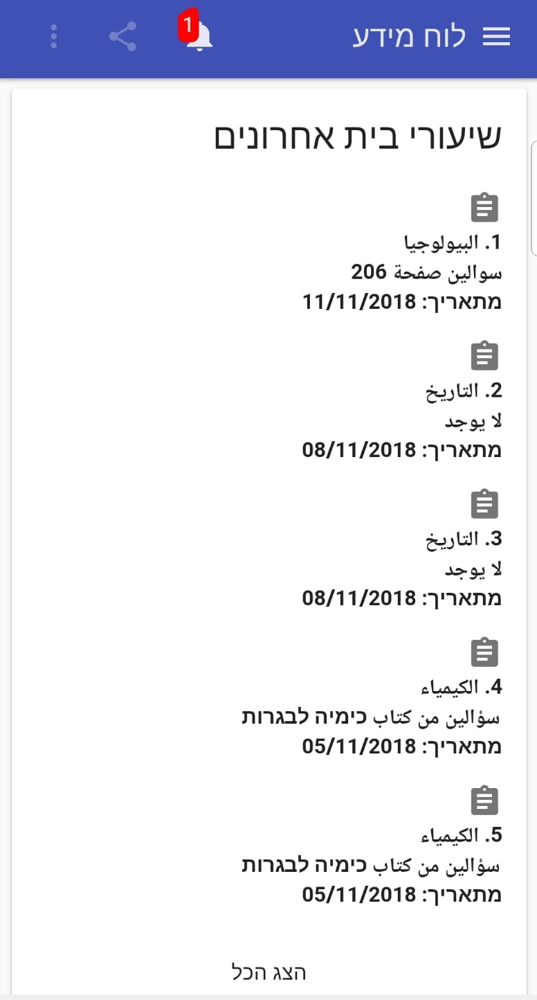 לוח מידע
1
שיעורי בית אחרונים
1. البيولوجيا
سوالين صفحة 206
מתאריך: 11/11/2018
2. التاريخ
لا يوجد
מתאריך: 08/11/2018
3. التاريخ
لا يوجد
מתאריך: 08/11/2018
4. الكيمياء
سؤالين من كتاب כימיה לבגרות
מתאריך: 05/11/2018
5. الكيمياء
سؤالين من كتاب כימיה לבגרות
מתאריך: 05/11/2018
הצג הכל